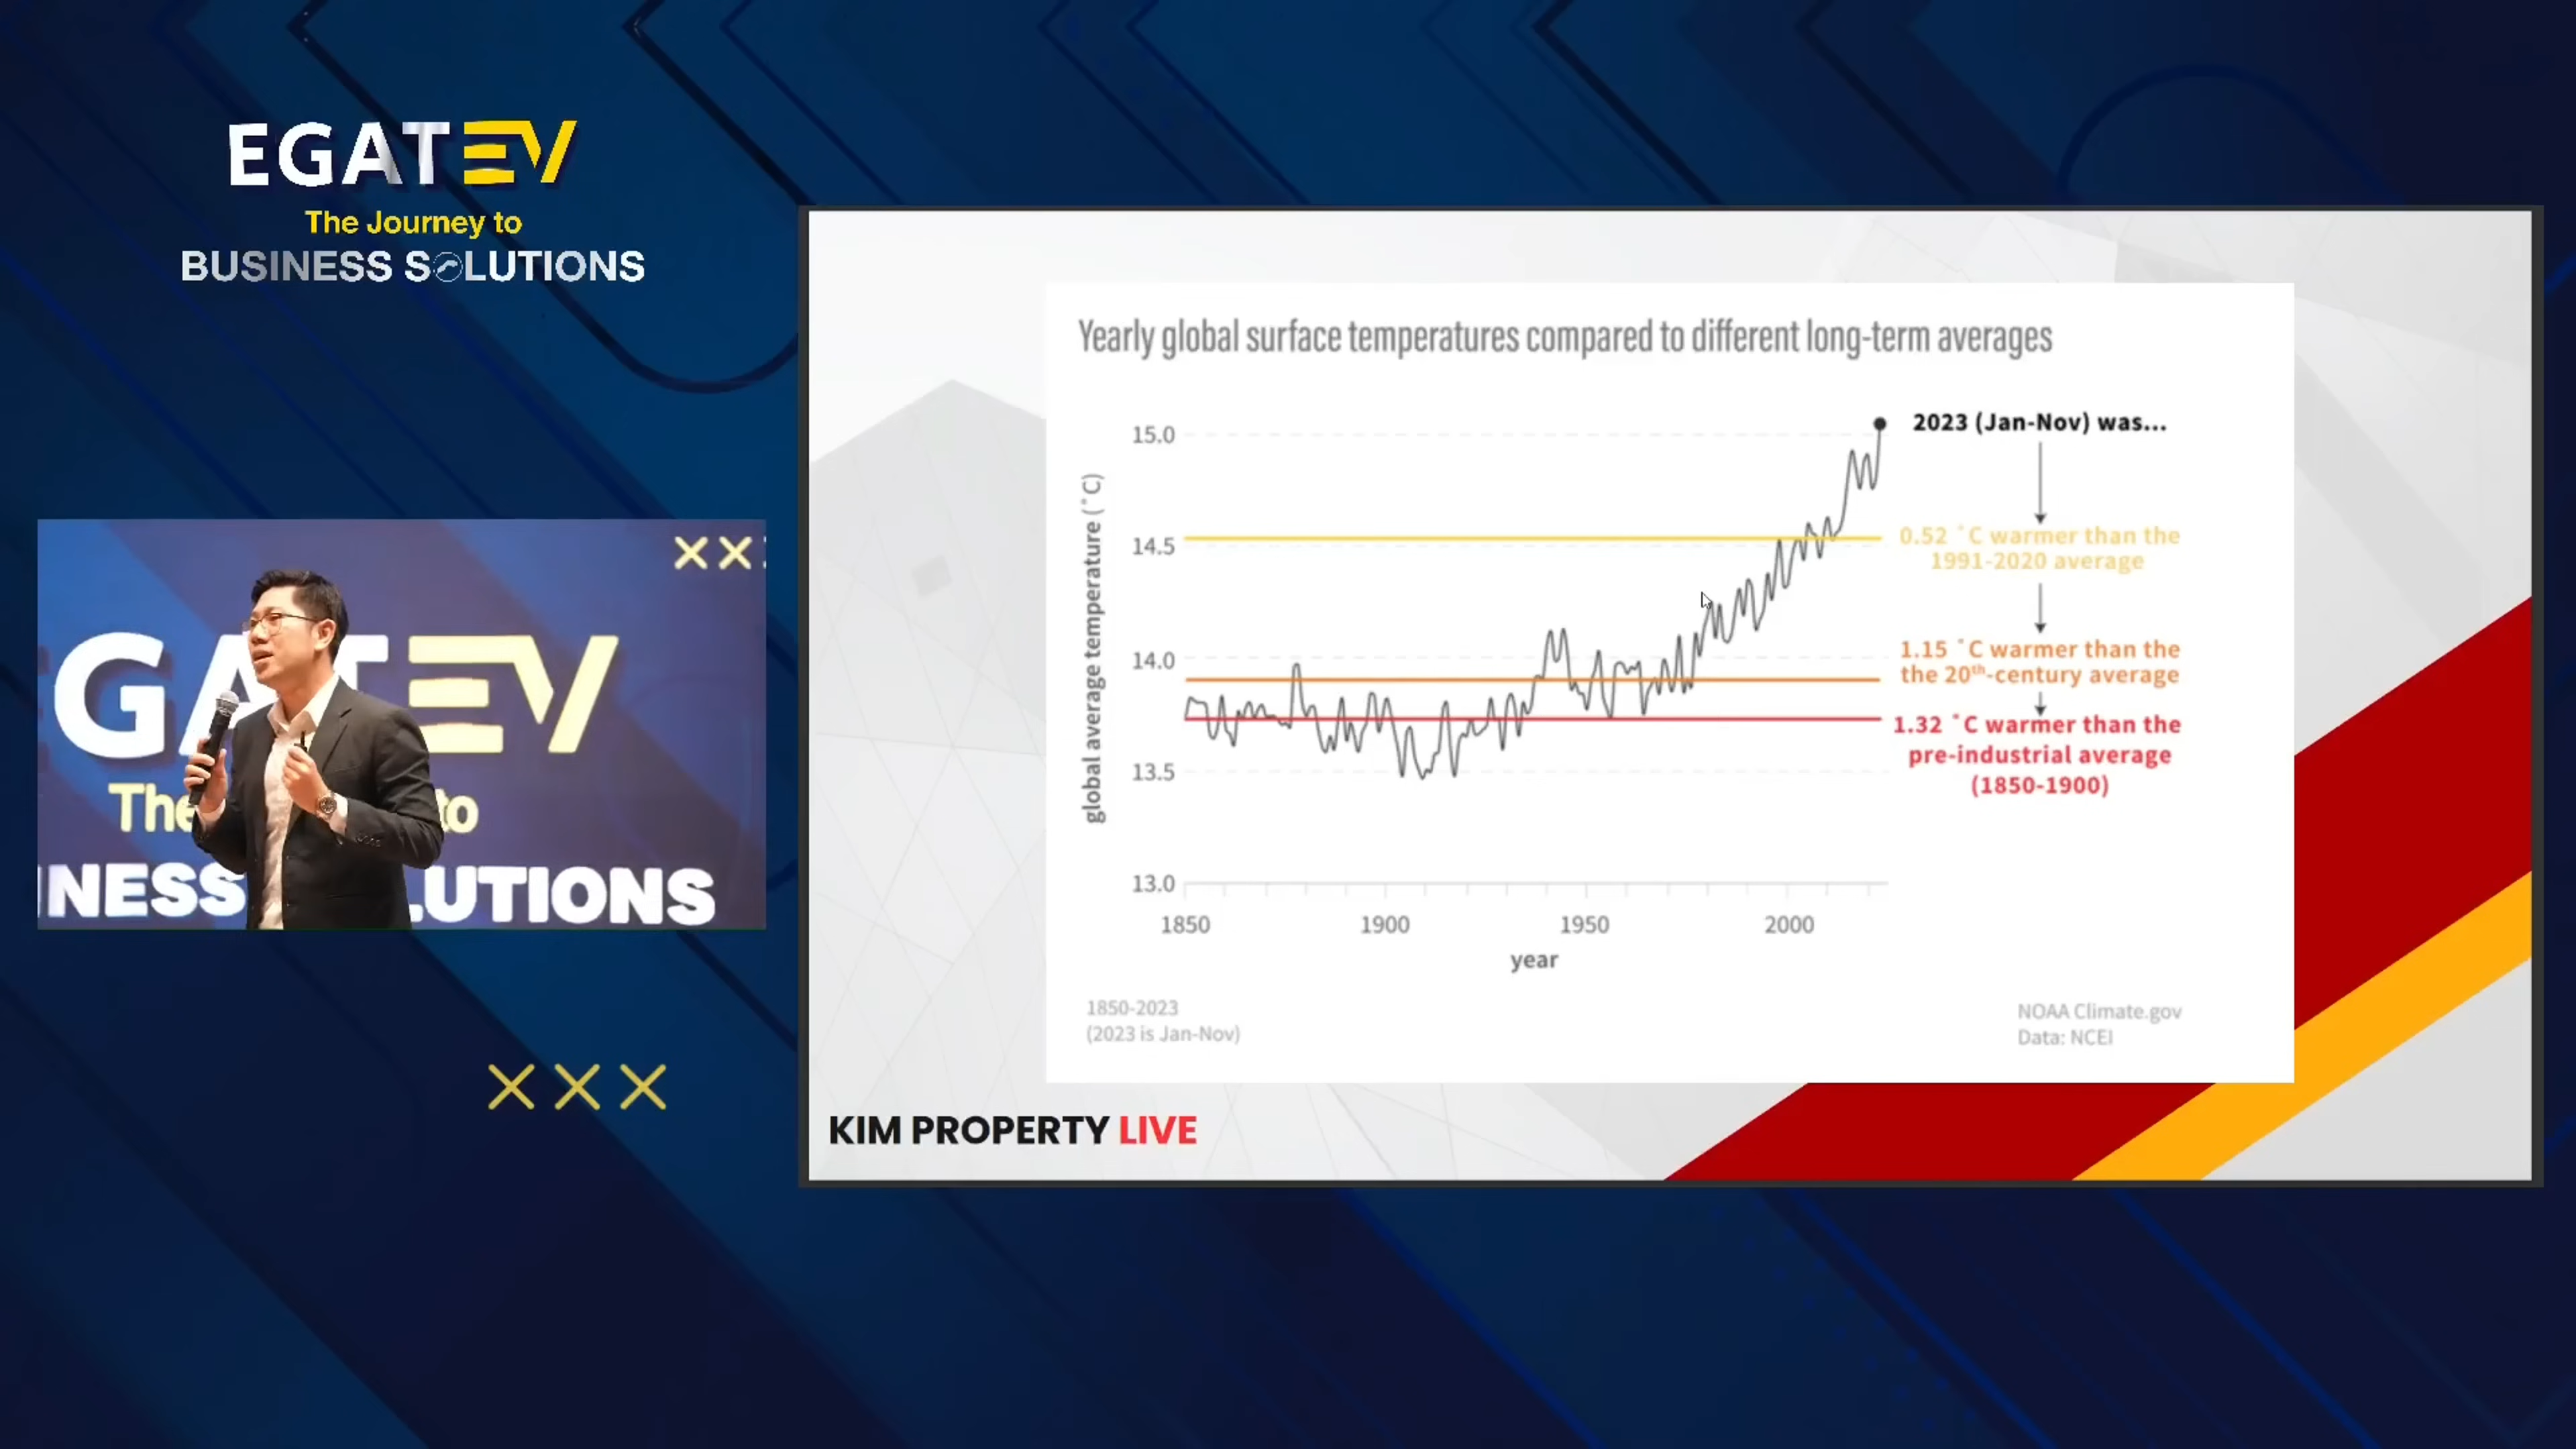 EGATEV
The Journey to
BUSINESS SOLUTIONS
GATEV
The to
NESS LUTIONS
Yearly global surface temperatures compared to different long-term averages
global average temperature (˚C)
15.0
14.5
14.0
13.5
13.0
1850
1900
1950
2000
year
2023 (Jan-Nov) was...
0.52 ˚C warmer than the
1991-2020 average
1.15 ˚C warmer than the
the 20th-century average
1.32 ˚C warmer than the
pre-industrial average
(1850-1900)
1850-2023
(2023 is Jan-Nov)
NOAA Climate.gov
Data: NCEI
KIM PROPERTY LIVE